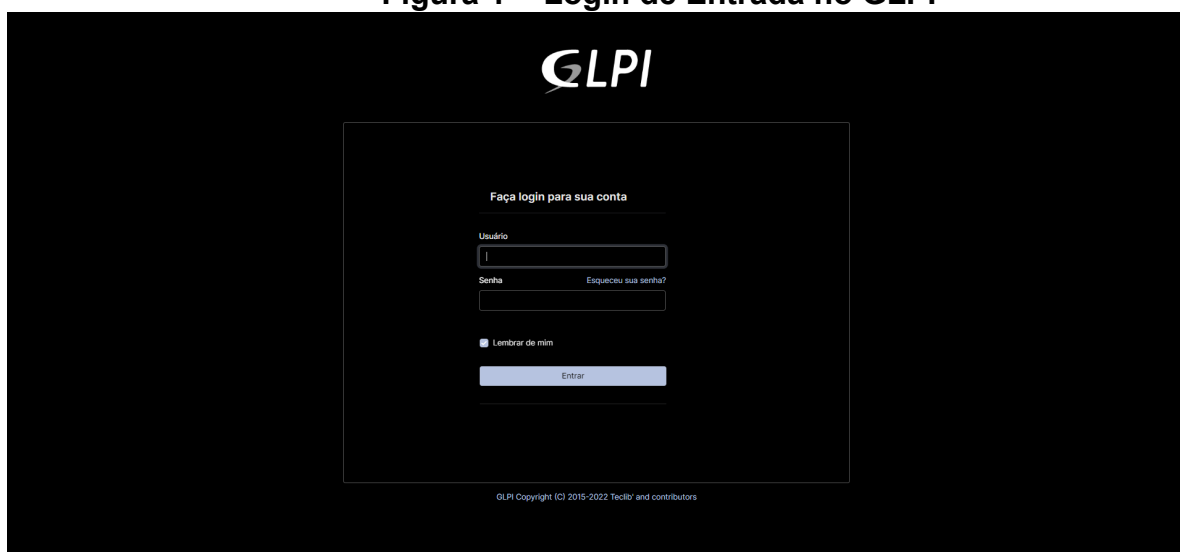 Figura 1 – Login de Entrada no GLPI
GLPI
Faça login para sua conta
Usuário
Senha Esqueceu sua senha?
Lembrar de mim
Entrar
GLPI Copyright (C) 2015-2022 Teclib' and contributors